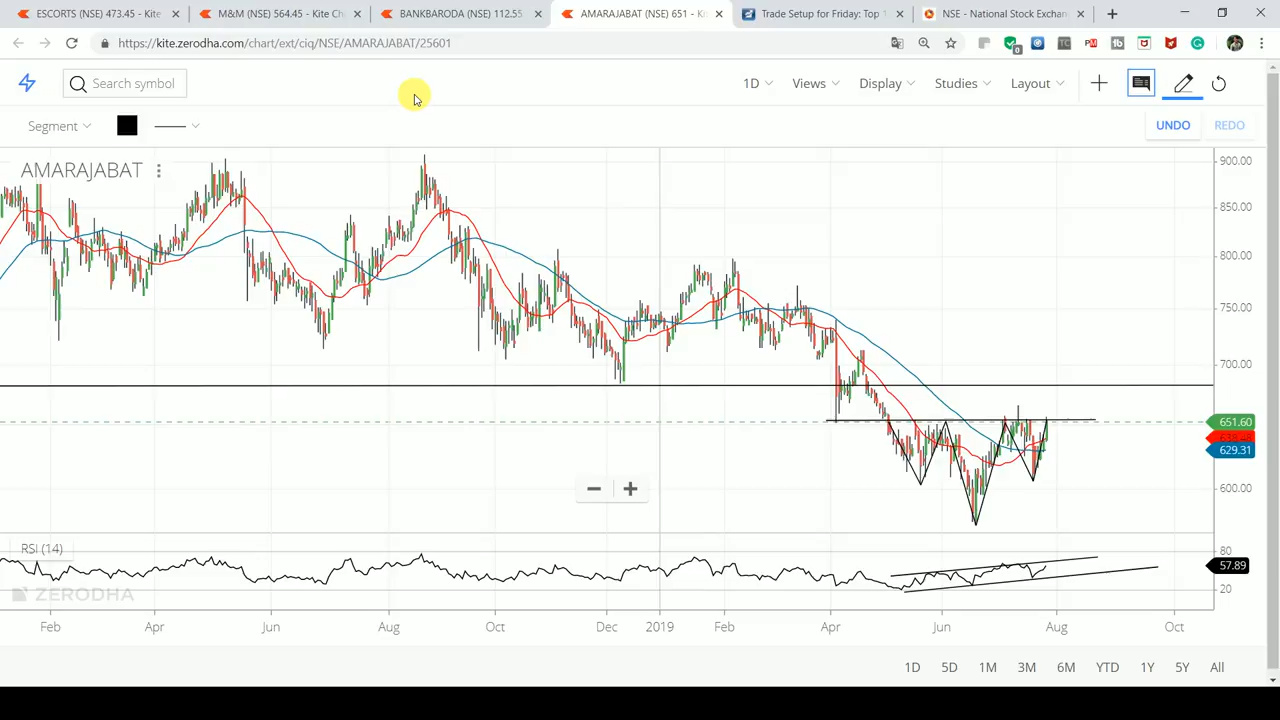 ESCORTS (NSE) 473.45 - Kite
M&M (NSE) 564.45 - Kite Ch
BANKBARODA (NSE) 112.55
AMARAJABAT (NSE) 651 - K
Trade Setup for Friday: Top 1
NSE - National Stock Exchan
https://kite.zerodha.com/chart/ext/ciq/NSE/AMARAJABAT/25601
Search symbol
1D Views Display Studies Layout
Segment
UNDO REDO
AMARAJABAT
900.00
850.00
800.00
750.00
700.00
651.60
629.31
600.00
RSI (14)
80
57.89
20
ZERODHA
Feb Apr Jun Aug Oct Dec 2019 Feb Apr Jun Aug Oct
1D 5D 1M 3M 6M YTD 1Y 5Y All